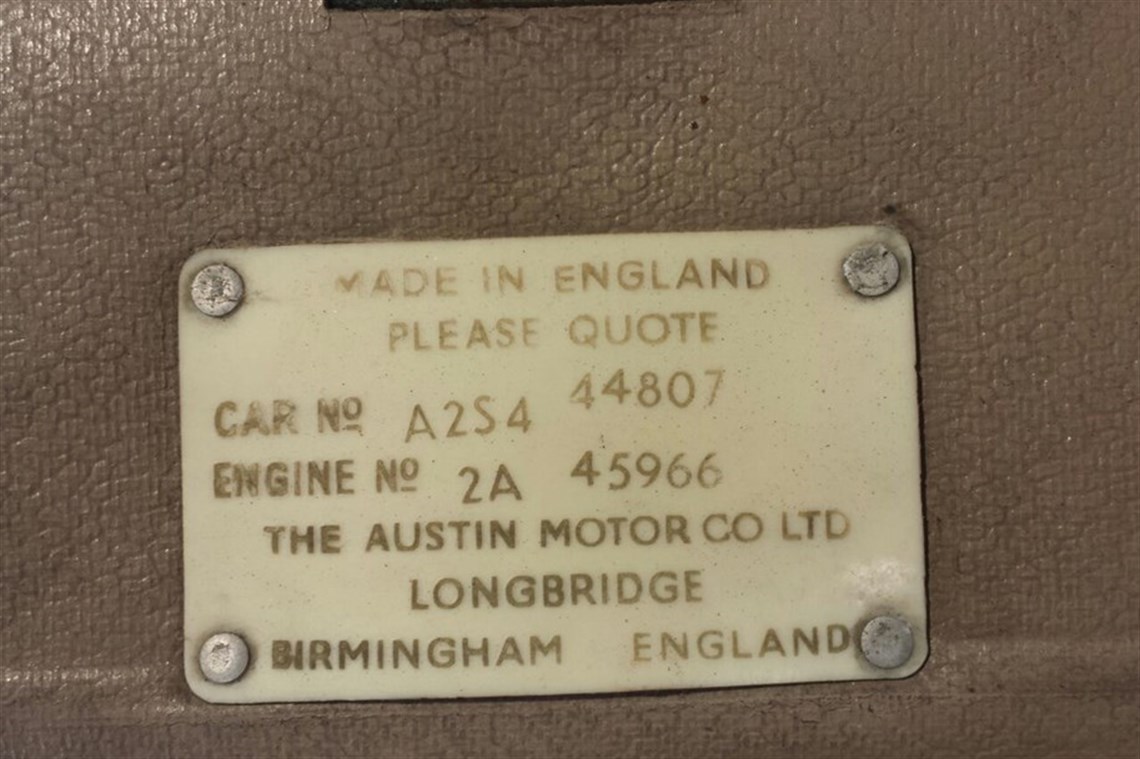 MADE IN ENGLAND
PLEASE QUOTE
CAR Nº A2S4 44807
ENGINE Nº 2A 45966
THE AUSTIN MOTOR CO LTD
LONGBRIDGE
BIRMINGHAM ENGLAND